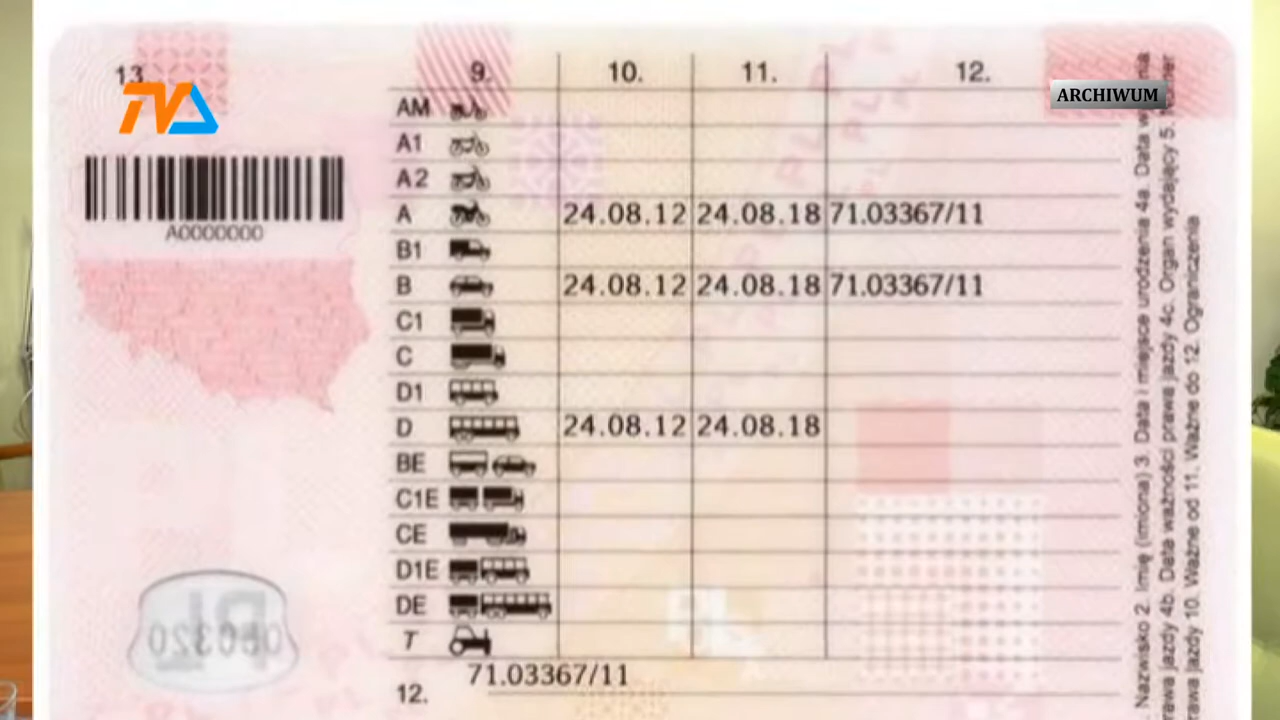 13.
TVA
ARCHIWUM
A0000000
9. 10. 11. 12.
AM
A1
A2
A 24.08.12 24.08.18 71.03367/11
B1
B 24.08.12 24.08.18 71.03367/11
C1
C
D1
D 24.08.12 24.08.18
BE
C1E
CE
D1E
DE
T
12. 71.03367/11
Nazwisko 2. Imię (imiona) 3. Data i miejsce urodzenia 4a. Data
jazdy 4b. Data ważności prawa jazdy 4c. Organ wydający 5.
jazdy 10. Ważne od 11. Ważne do 12. Ograniczenia
PL